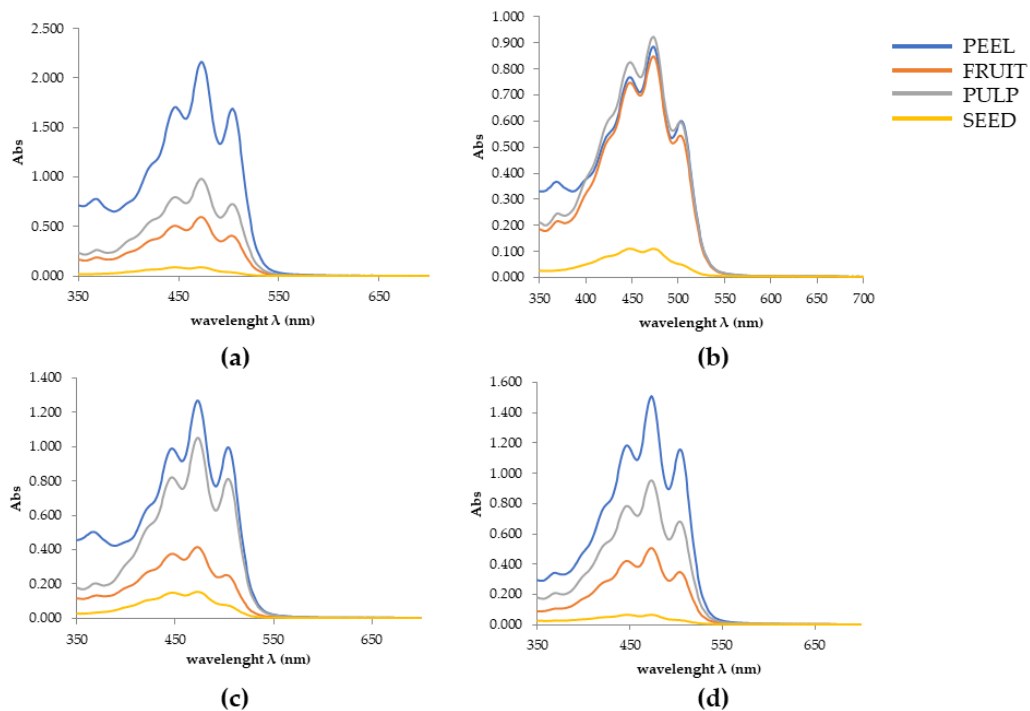 2.500
2.000
1.500
1.000
0.500
0.000
Abs
350 450 550 650
wavelenght λ (nm)
(a)
1.000
0.900
0.800
0.700
0.600
0.500
0.400
0.300
0.200
0.100
0.000
Abs
350 400 450 500 550 600 650 700
wavelenght λ (nm)
(b)
PEEL
FRUIT
PULP
SEED
1.400
1.200
1.000
0.800
0.600
0.400
0.200
0.000
Abs
350 450 550 650
wavelenght λ (nm)
(c)
1.600
1.400
1.200
1.000
0.800
0.600
0.400
0.200
0.000
Abs
350 450 550 650
wavelenght λ (nm)
(d)